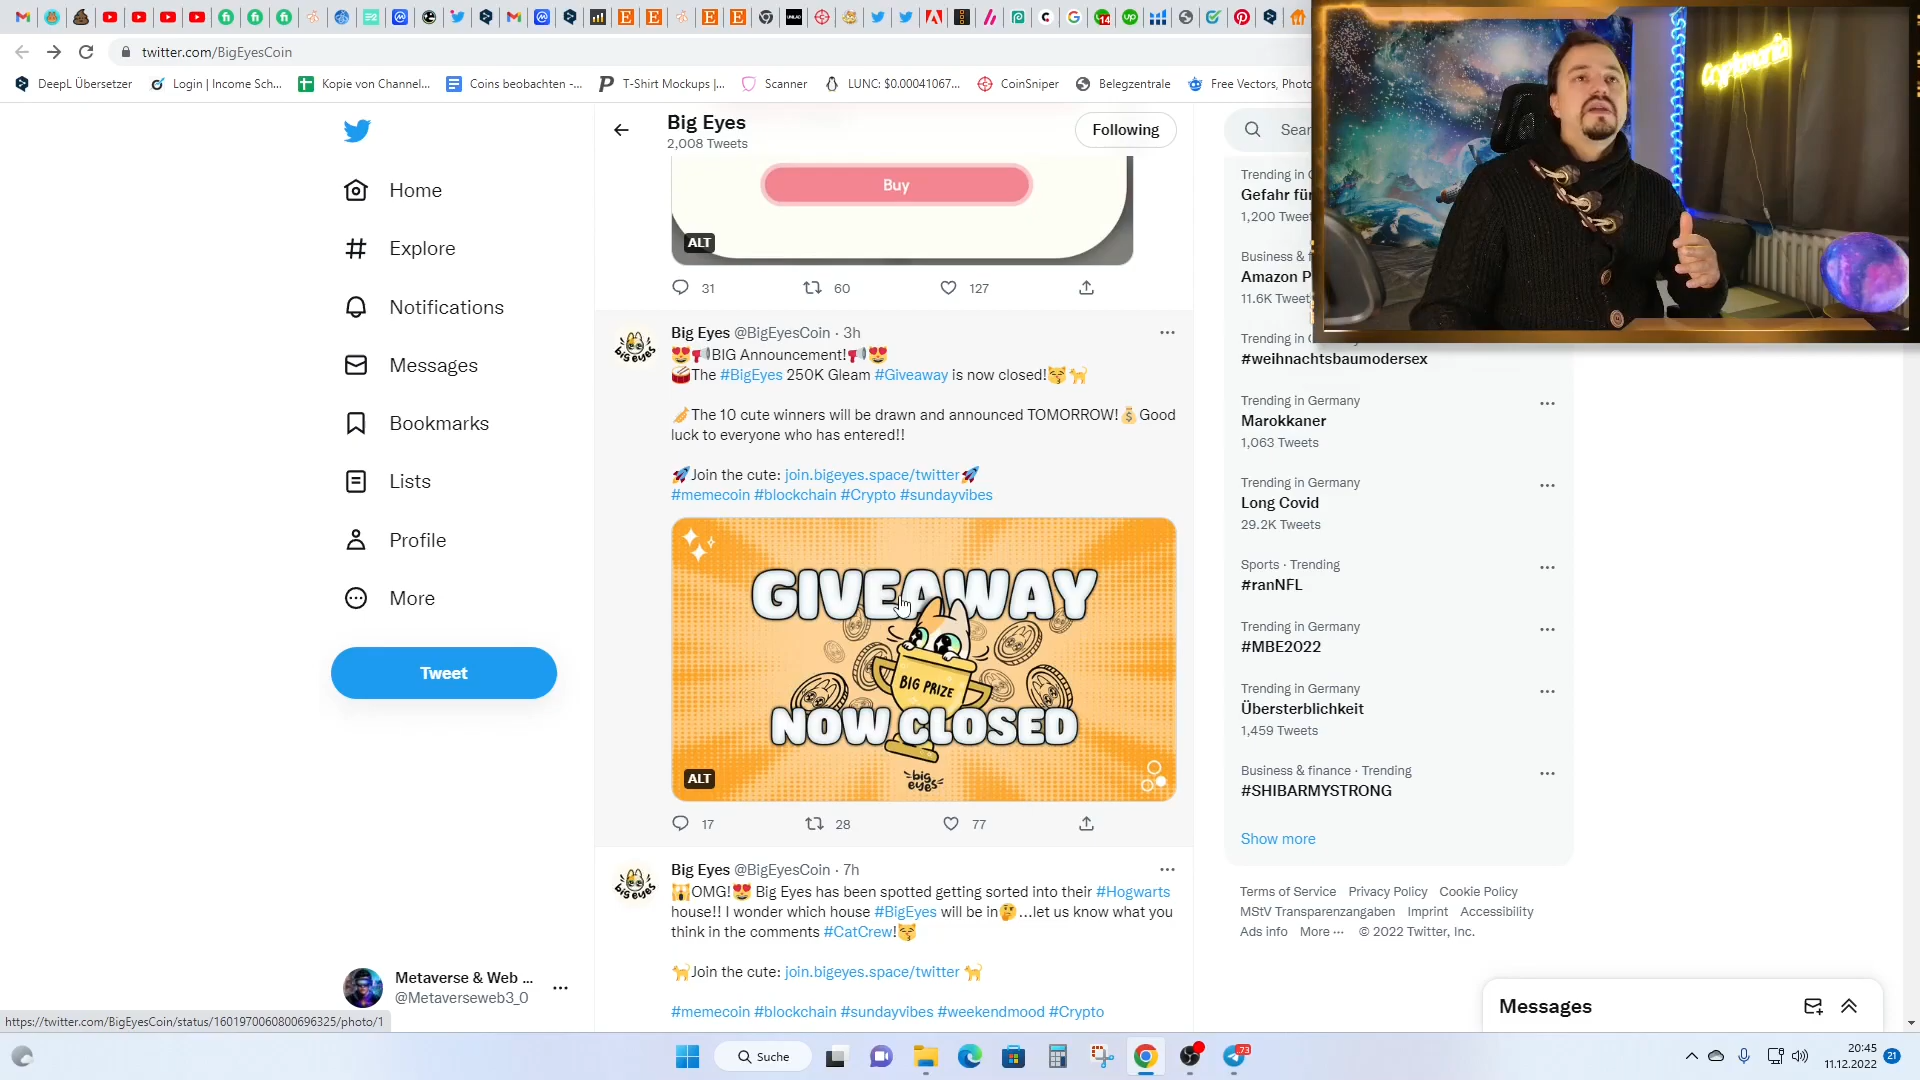 twitter.com/BigEyesCoin
DeepL Übersetzer
Login | Income Sch...
Kopie von Channel...
Coins beobachten -...
T-Shirt Mockups |...
Scanner
LUNC: $0.00041067...
CoinSniper
Belegzentrale
Free Vectors, Photo
cryptomania
Home
Explore
Notifications
Messages
Bookmarks
Lists
Profile
More
Tweet
Metaverse & Web ...
@Metaverseweb3_0
Big Eyes
2,008 Tweets
Following
Buy
ALT
31
60
127
Big Eyes @BigEyesCoin · 3h
😻📢BIG Announcement!📢😻
🥁The #BigEyes 250K Gleam #Giveaway is now closed!😽🐈
🎺The 10 cute winners will be drawn and announced TOMORROW!💰Good
luck to everyone who has entered!!
🚀Join the cute: join.bigeyes.space/twitter🚀
#memecoin #blockchain #Crypto #sundayvibes
GIVEAWAY
BIG PRIZE
NOW CLOSED
big
eyes
ALT
17
28
77
Big Eyes @BigEyesCoin · 7h
🙀OMG!😻 Big Eyes has been spotted getting sorted into their #Hogwarts
house!! I wonder which house #BigEyes will be in🤔...let us know what you
think in the comments #CatCrew!😽
🐈Join the cute: join.bigeyes.space/twitter 🐈
#memecoin #blockchain #sundayvibes #weekendmood #Crypto
Sear
Trending in G
Gefahr für
1,200 Tweet
Business & f
Amazon P
11.6K Tweet
Trending in G
#weihnachtsbaumodersex
Trending in Germany
Marokkaner
1,063 Tweets
Trending in Germany
Long Covid
29.2K Tweets
Sports · Trending
#ranNFL
Trending in Germany
#MBE2022
Trending in Germany
Übersterblichkeit
1,459 Tweets
Business & finance · Trending
#SHIBARMYSTRONG
Show more
Terms of Service Privacy Policy Cookie Policy
MStV Transparenzangaben Imprint Accessibility
Ads info More ··· © 2022 Twitter, Inc.
Messages
https://twitter.com/BigEyesCoin/status/1601970060800696325/photo/1
Suche
73
20:45
11.12.2022
21